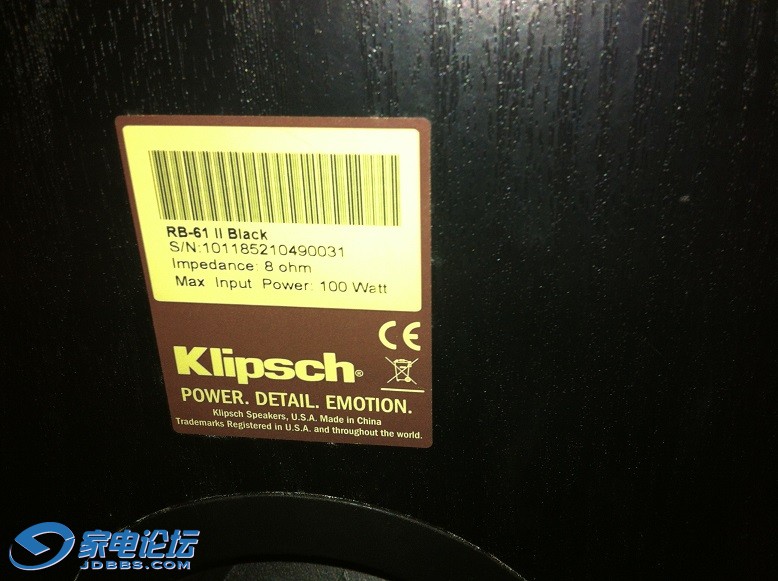 RB-61 II Black
S/N:101185210490031
Impedance: 8 ohm
Max Input Power: 100 Watt
CE
Klipsch®
POWER. DETAIL. EMOTION.
Klipsch Speakers, U.S.A. Made in China
Trademarks Registered in U.S.A. and throughout the world.
家电论坛
JDBBS.COM